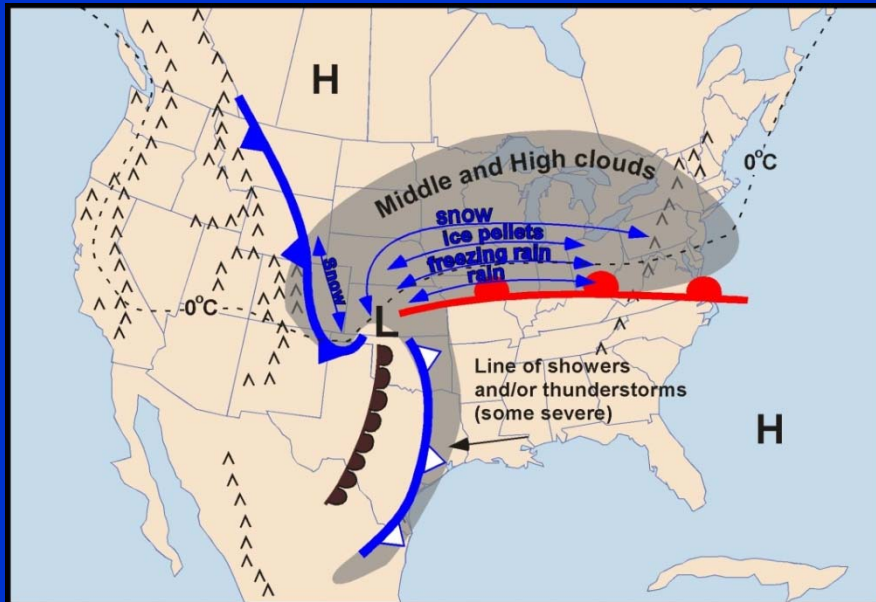 H
Middle and High clouds
0°C
snow
ice pellets
freezing rain
rain
Snow
0°C
L
Line of showers
and/or thunderstorms
(some severe)
H